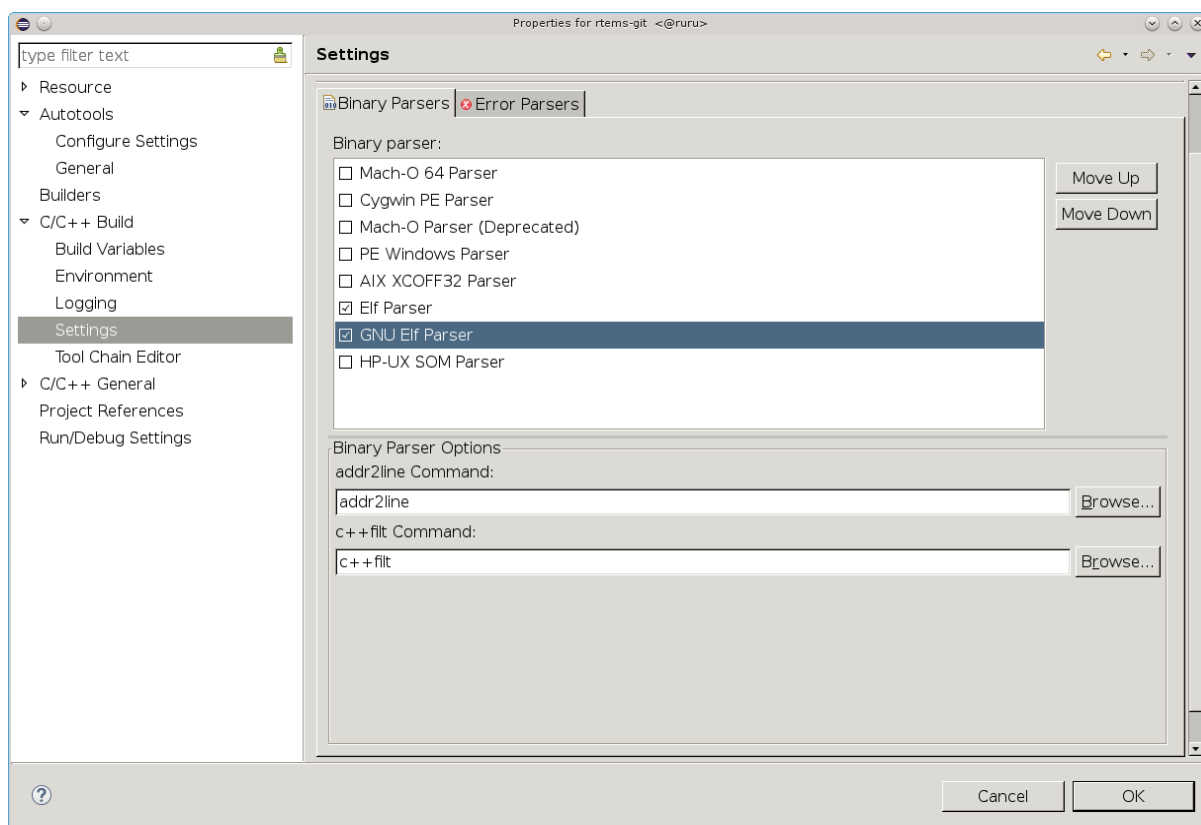 Properties for rtems-git <@ruru>
type filter text
Resource
Autotools
Configure Settings
General
Builders
C/C++ Build
Build Variables
Environment
Logging
Settings
Tool Chain Editor
C/C++ General
Project References
Run/Debug Settings
Settings
Binary Parsers
Error Parsers
Binary parser:
Mach-O 64 Parser
Cygwin PE Parser
Mach-O Parser (Deprecated)
PE Windows Parser
AIX XCOFF32 Parser
Elf Parser
GNU Elf Parser
HP-UX SOM Parser
Move Up
Move Down
Binary Parser Options
addr2line Command:
addr2line
Browse...
c++filt Command:
c++filt
Browse...
Cancel
OK